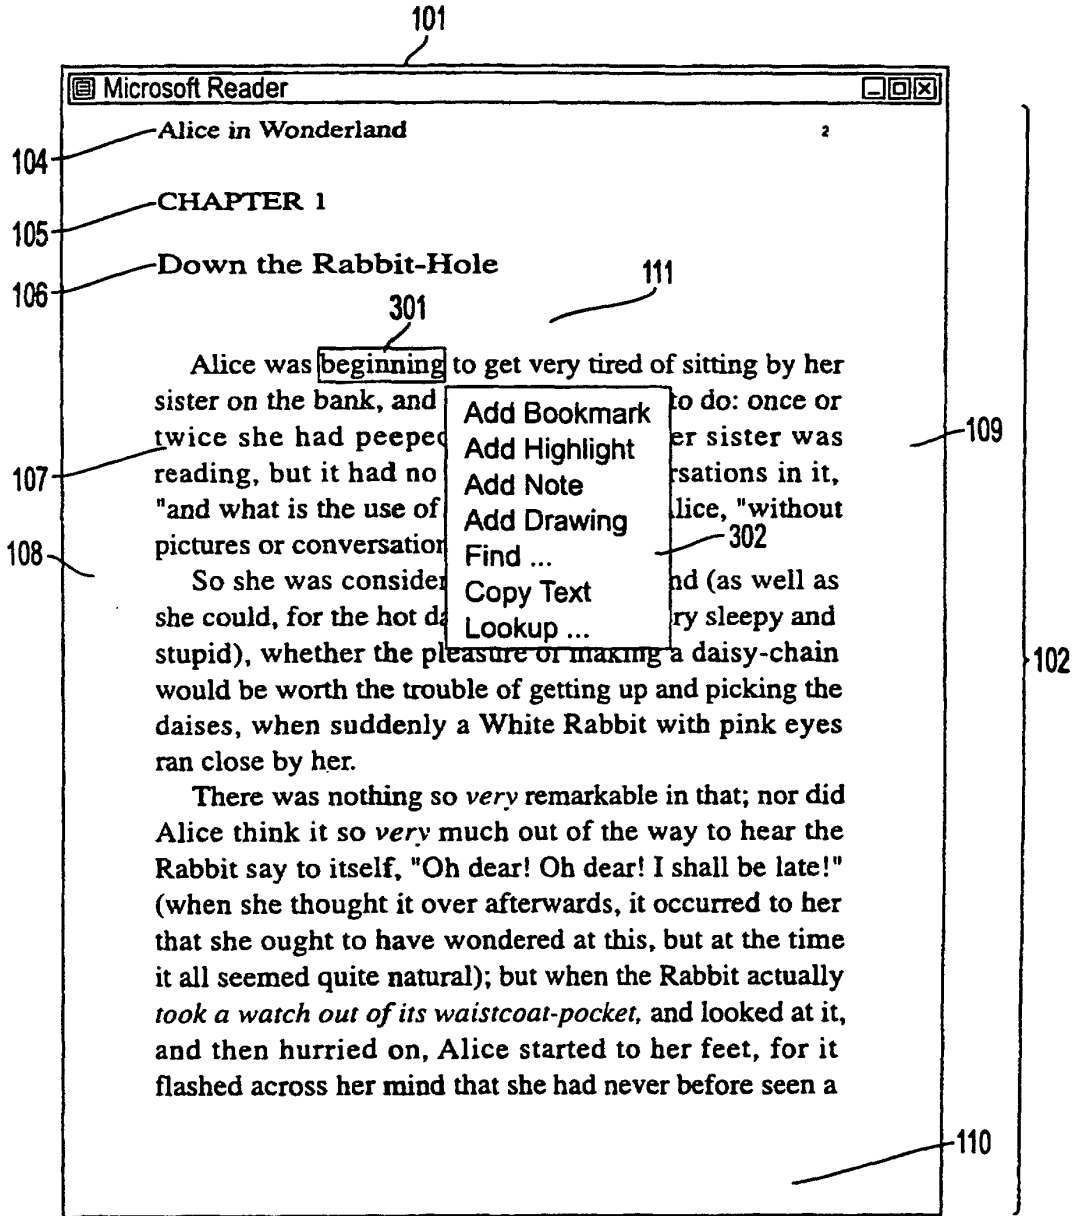 101
Microsoft Reader
Alice in Wonderland 2
104
CHAPTER 1
105
Down the Rabbit-Hole
106
111
301
Alice was beginning to get very tired of sitting by her
sister on the bank, and to do: once or
twice she had peeped er sister was
reading, but it had no rsations in it,
"and what is the use of lice, "without
pictures or conversation
So she was consider nd (as well as
she could, for the hot da ry sleepy and
stupid), whether the pleasure of making a daisy-chain
would be worth the trouble of getting up and picking the
daises, when suddenly a White Rabbit with pink eyes
ran close by her.
There was nothing so very remarkable in that; nor did
Alice think it so very much out of the way to hear the
Rabbit say to itself, "Oh dear! Oh dear! I shall be late!"
(when she thought it over afterwards, it occurred to her
that she ought to have wondered at this, but at the time
it all seemed quite natural); but when the Rabbit actually
took a watch out of its waistcoat-pocket, and looked at it,
and then hurried on, Alice started to her feet, for it
flashed across her mind that she had never before seen a
Add Bookmark
Add Highlight
Add Note
Add Drawing
Find ...
Copy Text
Lookup ...
302
107
108
109
102
110